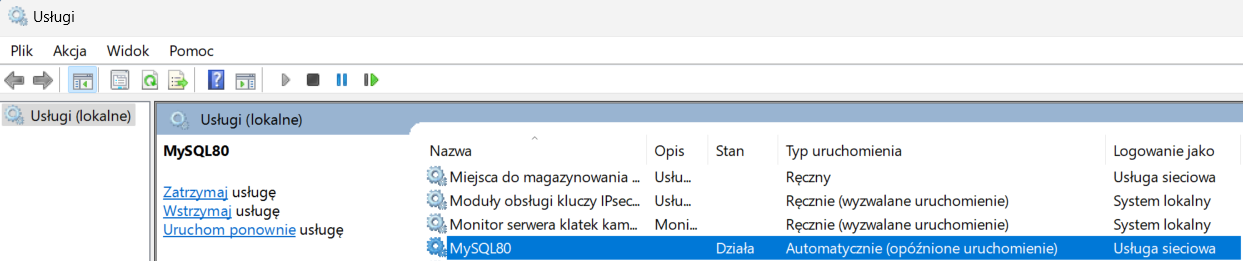 Usługi
Plik Akcja Widok Pomoc
Usługi (lokalne)
Usługi (lokalne)
MySQL80
Zatrzymaj usługę
Wstrzymaj usługę
Uruchom ponownie usługę
Nazwa Opis Stan Typ uruchomienia Logowanie jako
Miejsca do magazynowania ... Usłu... Ręczny Usługa sieciowa
Moduły obsługi kluczy IPsec... Usłu... Ręcznie (wyzwalane uruchomienie) System lokalny
Monitor serwera klatek kam... Moni... Ręcznie (wyzwalane uruchomienie) System lokalny
MySQL80 Działa Automatycznie (opóźnione uruchomienie) Usługa sieciowa